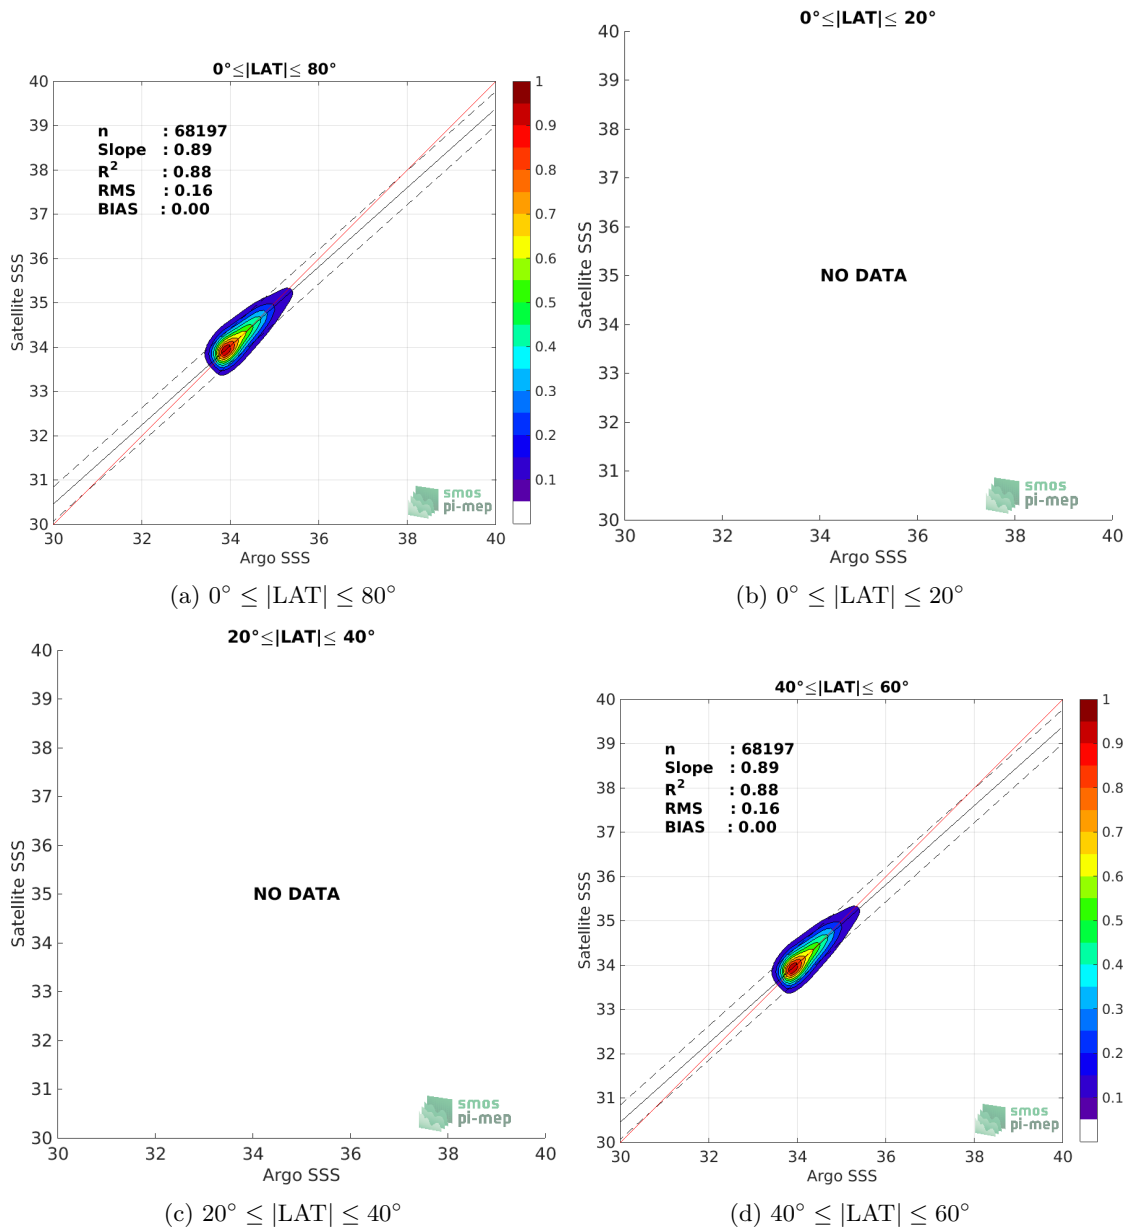 0°≤|LAT|≤ 80°
40
39
38
37
36
35
34
33
32
31
30
30
32
34
36
38
40
Satellite SSS
Argo SSS
n : 68197
Slope : 0.89
R² : 0.88
RMS : 0.16
BIAS : 0.00
1
0.9
0.8
0.7
0.6
0.5
0.4
0.3
0.2
0.1
smos
pi-mep
(a) 0° ≤ |LAT| ≤ 80°
0°≤|LAT|≤ 20°
40
39
38
37
36
35
34
33
32
31
30
30
32
34
36
38
40
Satellite SSS
Argo SSS
NO DATA
smos
pi-mep
(b) 0° ≤ |LAT| ≤ 20°
20°≤|LAT|≤ 40°
40
39
38
37
36
35
34
33
32
31
30
30
32
34
36
38
40
Satellite SSS
Argo SSS
NO DATA
smos
pi-mep
(c) 20° ≤ |LAT| ≤ 40°
40°≤|LAT|≤ 60°
40
39
38
37
36
35
34
33
32
31
30
30
32
34
36
38
40
Satellite SSS
Argo SSS
n : 68197
Slope : 0.89
R² : 0.88
RMS : 0.16
BIAS : 0.00
1
0.9
0.8
0.7
0.6
0.5
0.4
0.3
0.2
0.1
smos
pi-mep
(d) 40° ≤ |LAT| ≤ 60°